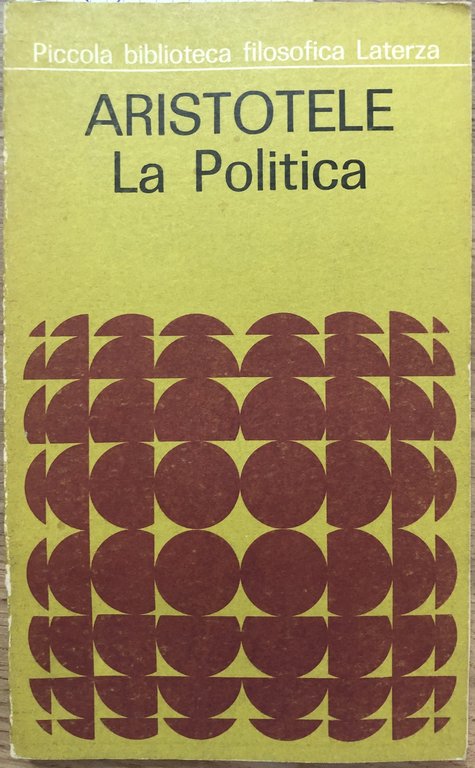 Piccola biblioteca filosofica Laterza
ARISTOTELE
La Politica